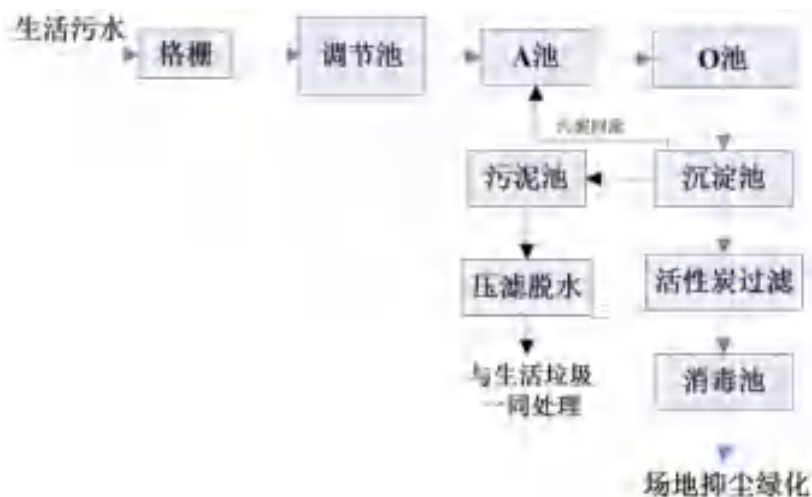 生活污水
格栅
调节池
A池
O池
污泥池
沉淀池
压滤脱水
活性炭过滤
与生活垃圾
一同处理
消毒池
场地抑尘绿化